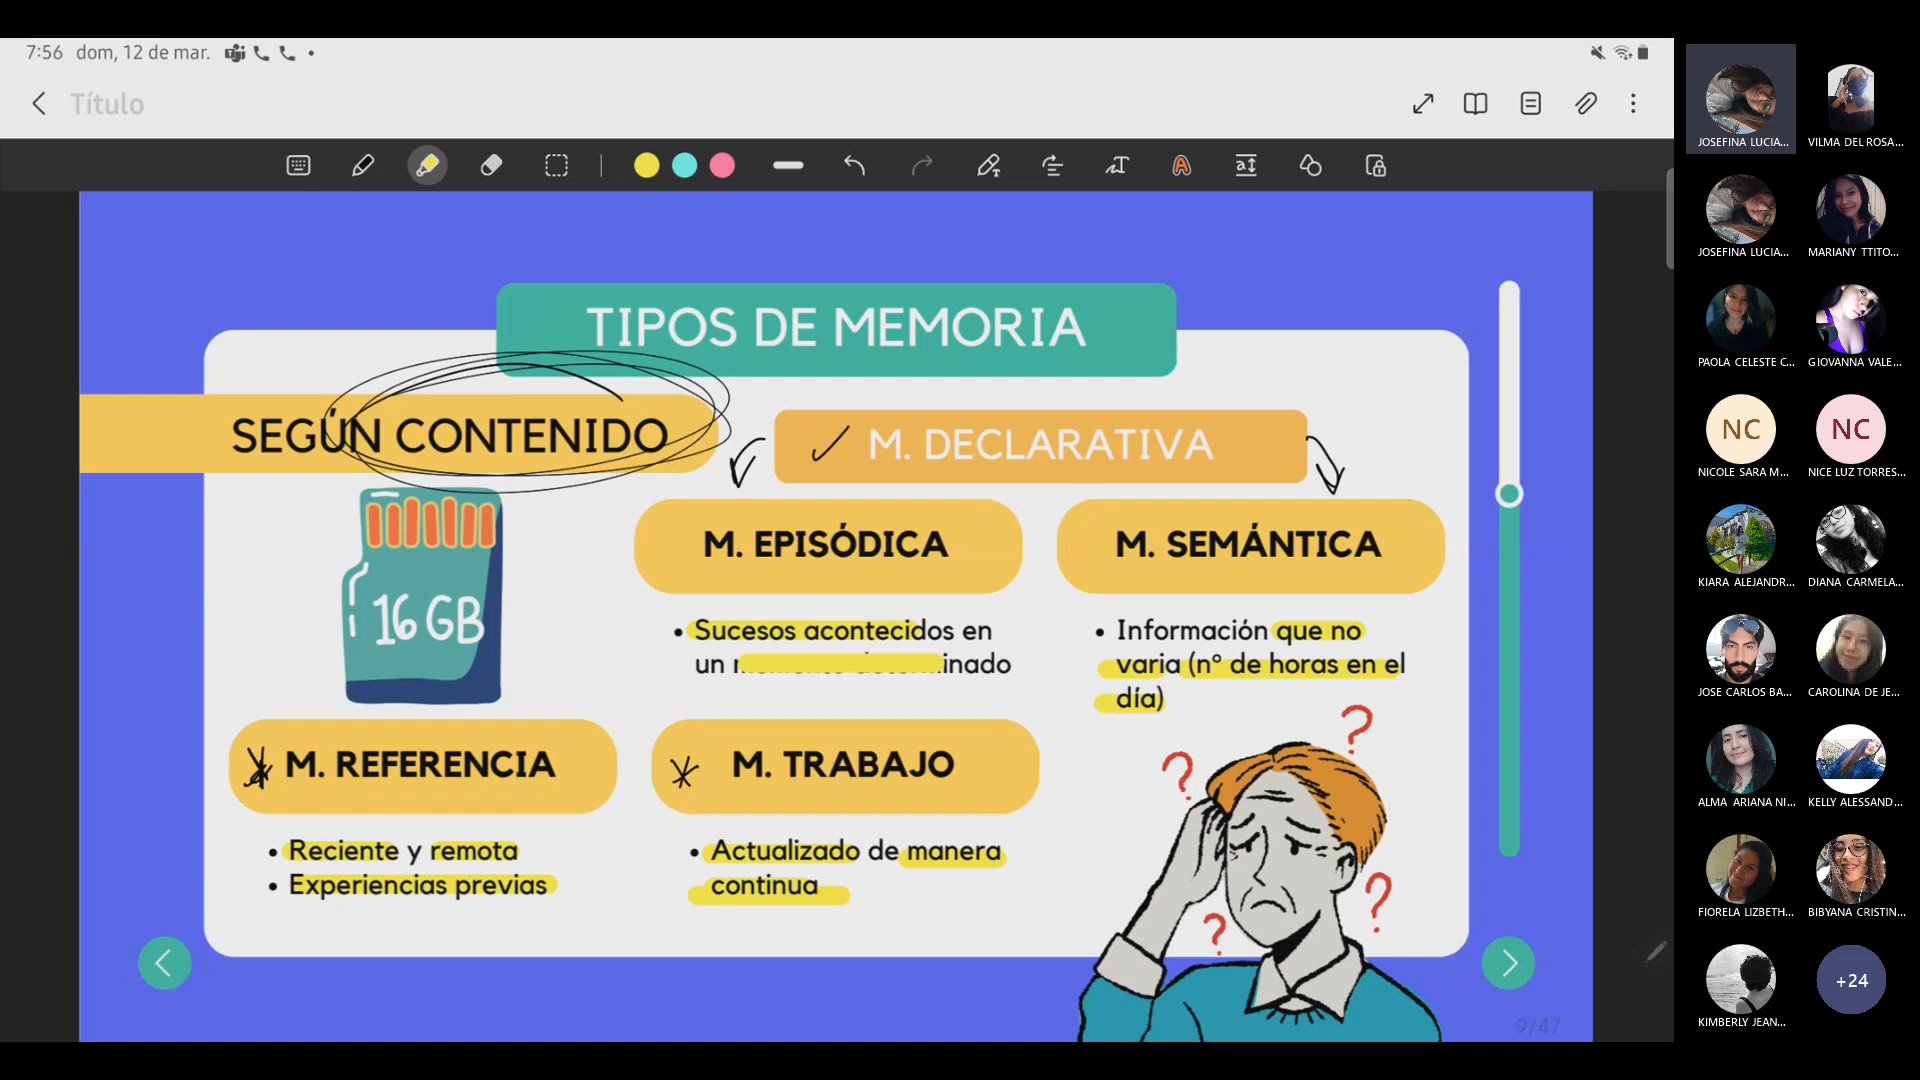 7:56 dom, 12 de mar.
Título
TIPOS DE MEMORIA
SEGÚN CONTENIDO
M. DECLARATIVA
16 GB
M. EPISÓDICA
• Sucesos acontecidos en
un momento determinado
M. SEMÁNTICA
• Información que no
varia (n° de horas en el
día)
M. REFERENCIA
• Reciente y remota
• Experiencias previas
M. TRABAJO
• Actualizado de manera
continua
? ? ? ?
9/47
JOSEFINA LUCIA...
VILMA DEL ROSA...
JOSEFINA LUCIA...
MARIANY TTITO...
PAOLA CELESTE C...
GIOVANNA VALE...
NC
NICOLE SARA M...
NC
NICE LUZ TORRES...
KIARA ALEJANDR...
DIANA CARMELA...
JOSE CARLOS BA...
CAROLINA DE JE...
ALMA ARIANA NI...
KELLY ALESSAND...
FIORELA LIZBETH...
BIBYANA CRISTIN...
KIMBERLY JEAN...
+24